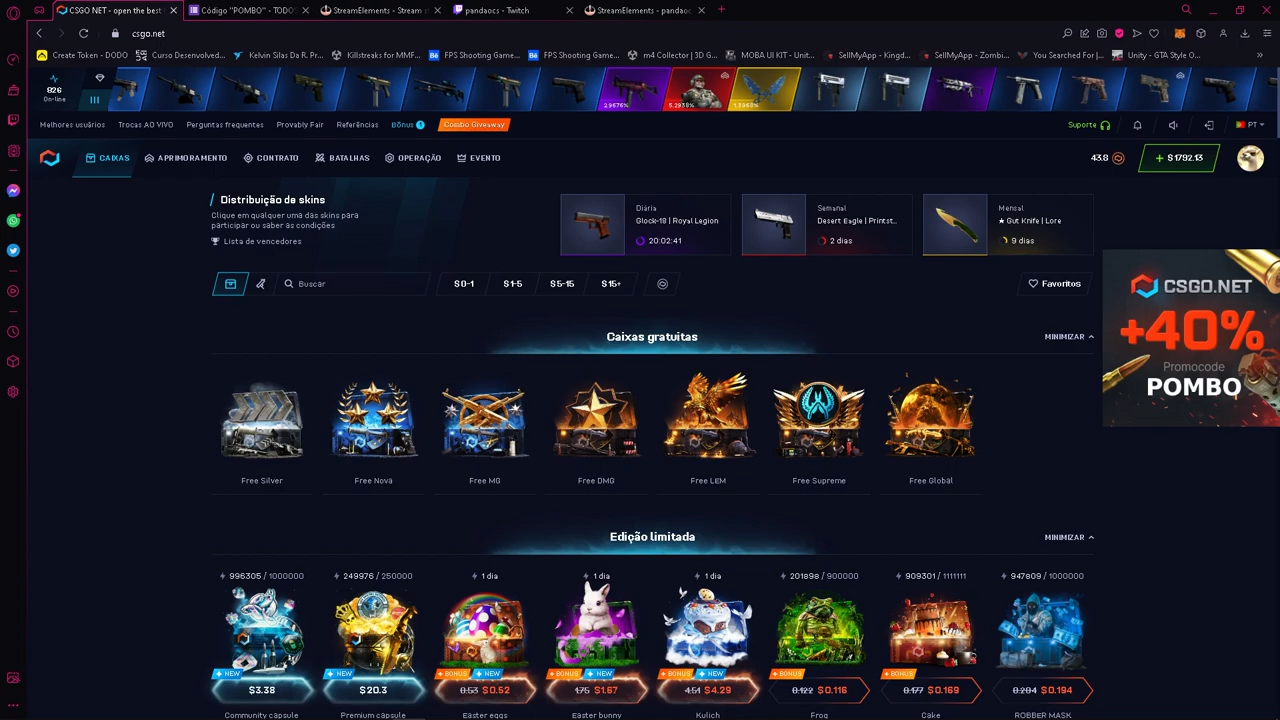 CSGO.NET - open the best
Código "POMBO" - TODOS
StreamElements - Stream
pandaocs - Twitch
StreamElements - pandaoc
csgo.net
Create Token - DODO
Curso Desenvolved...
Kelvin Silas Da R. Pr...
Killstreaks for MMF...
FPS Shooting Game...
FPS Shooting Game...
m4 Collector | 3D G...
MOBA UI KIT - Unit...
SellMyApp - Kingd...
SellMyApp - Zombi...
You Searched For |...
Unity - GTA Style O...
826
On-line
2.9676%
5.2938%
Melhores usuários
Trocas AO VIVO
Perguntas frequentes
Provably Fair
Referências
Bônus
Combo Giveaway
Suporte
PT
CAIXAS
APRIMORAMENTO
CONTRATO
BATALHAS
OPERAÇÃO
EVENTO
43.8
+ $1792.13
Distribuição de skins
Clique em qualquer uma das skins para
participar ou saber as condições
Lista de vencedores
Diária
Glock-18 | Royal Legion
20:02:41
Semanal
Desert Eagle | Printst...
2 dias
Mensal
★ Gut Knife | Lore
9 dias
Buscar
$0-1
$1-5
$5-15
$15+
Favoritos
CSGO.NET
+40%
Promocode
POMBO
Caixas gratuitas
MINIMIZAR
Free Silver
Free Nova
Free MG
Free DMG
Free LEM
Free Supreme
Free Global
Edição limitada
MINIMIZAR
996305 / 1000000
249976 / 250000
1 dia
1 dia
1 dia
201898 / 900000
909301 / 1111111
947809 / 1000000
+ NEW
+ NEW
+ BONUS + NEW
+ BONUS + NEW
+ BONUS + NEW
+ BONUS
+ BONUS
$3.38
$20.3
0.53 $0.52
1.75 $1.67
4.51 $4.29
0.122 $0.116
0.177 $0.169
0.204 $0.194
Community capsule
Premium capsule
Easter eggs
Easter bunny
Kulich
Frog
Cake
ROBBER MASK